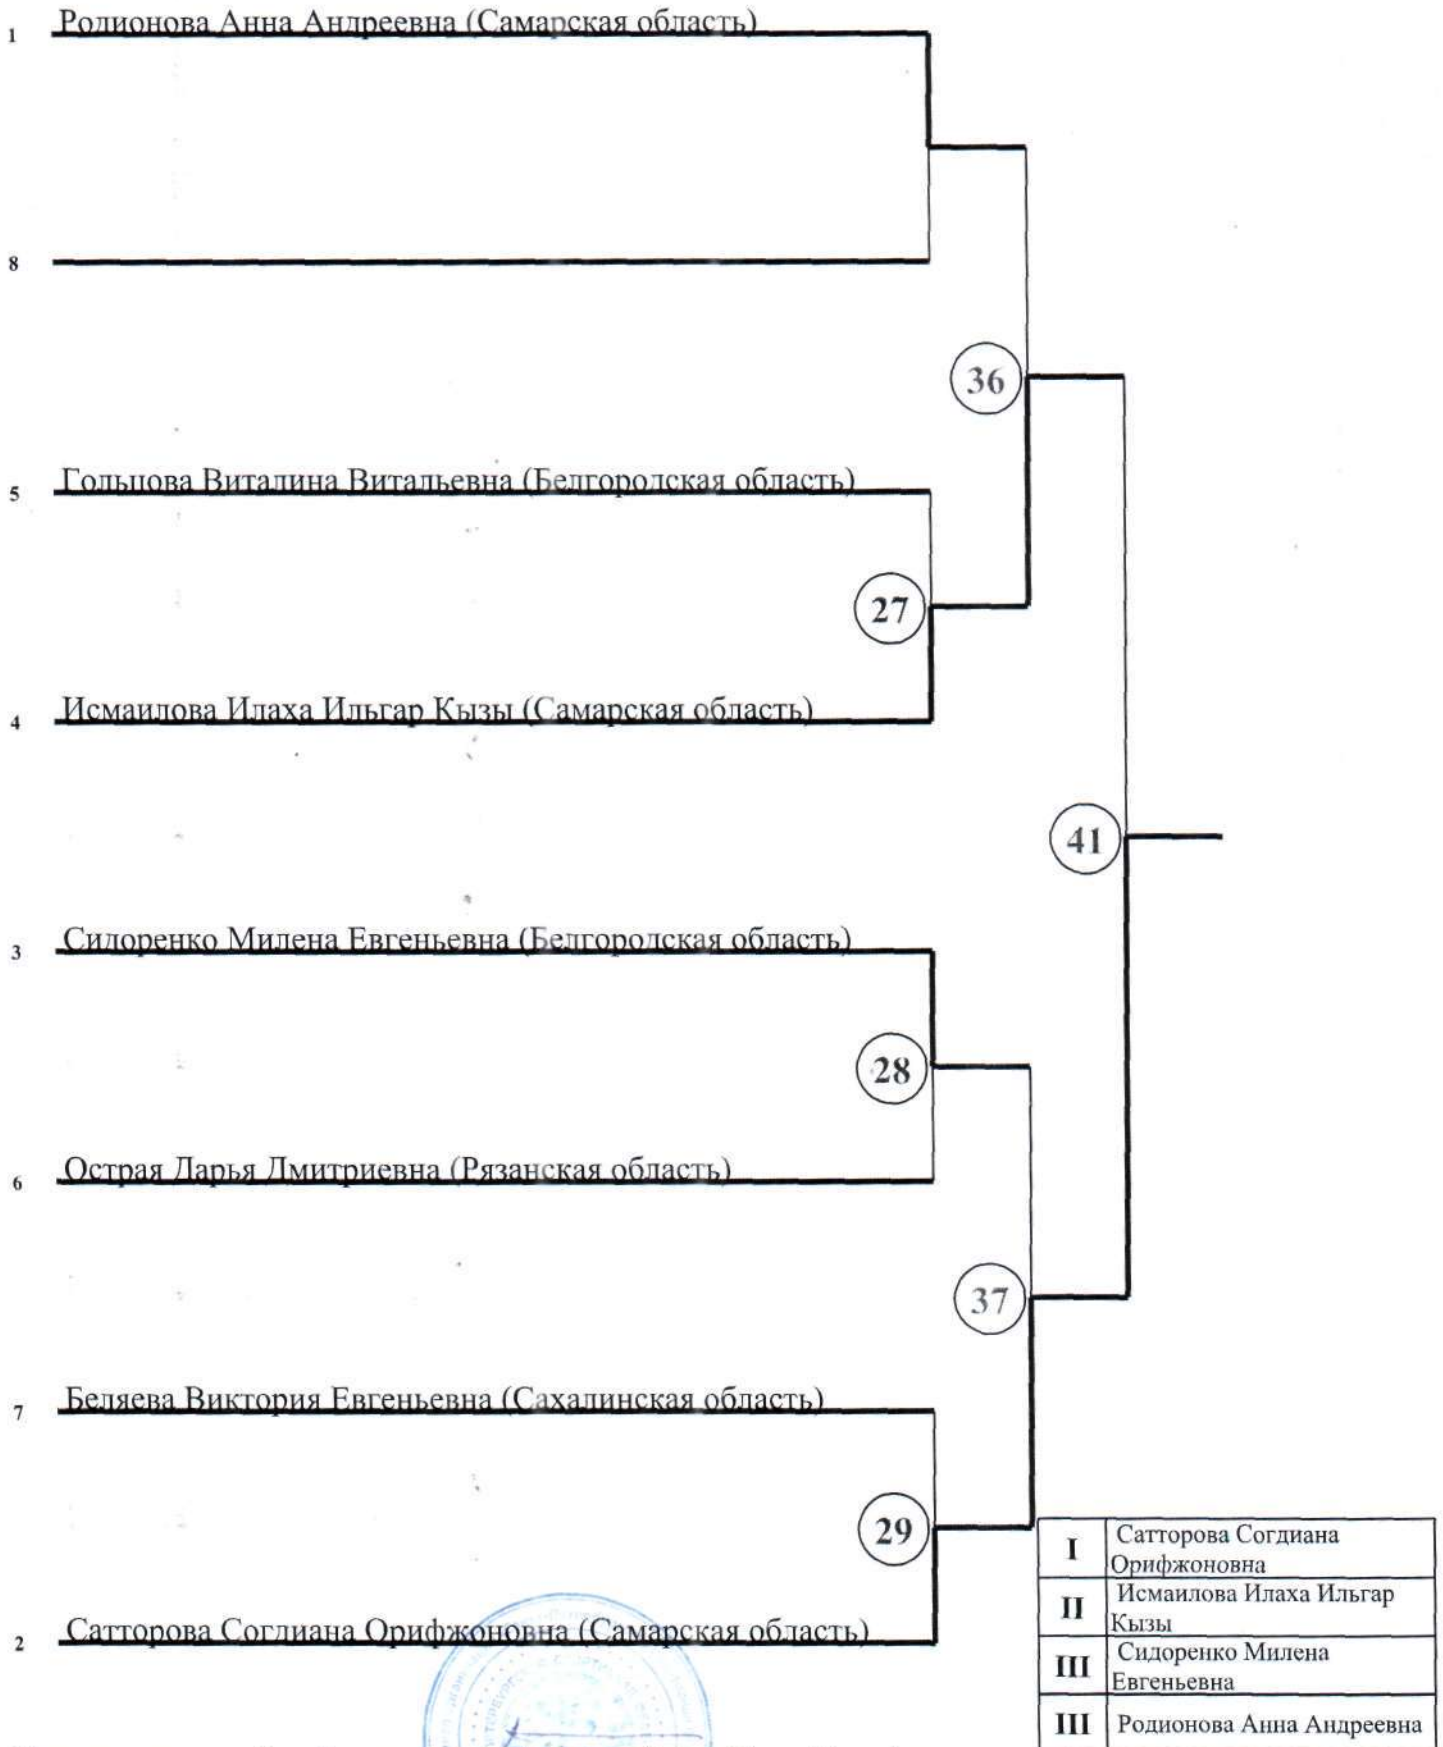 1 Родионова Анна Андреевна (Самарская область)
8
36
5 Гольцова Виталина Витальевна (Белгородская область)
27
4 Исмаилова Илаха Ильгар Кызы (Самарская область)
41
3 Сидоренко Милена Евгеньевна (Белгородская область)
28
6 Острая Дарья Дмитриевна (Рязанская область)
37
7 Беляева Виктория Евгеньевна (Сахалинская область)
29
2 Сатторова Согдиана Орифжоновна (Самарская область)
I Сатторова Согдиана
Орифжоновна
II Исмаилова Илаха Ильгар
Кызы
III Сидоренко Милена
Евгеньевна
III Родионова Анна Андреевна